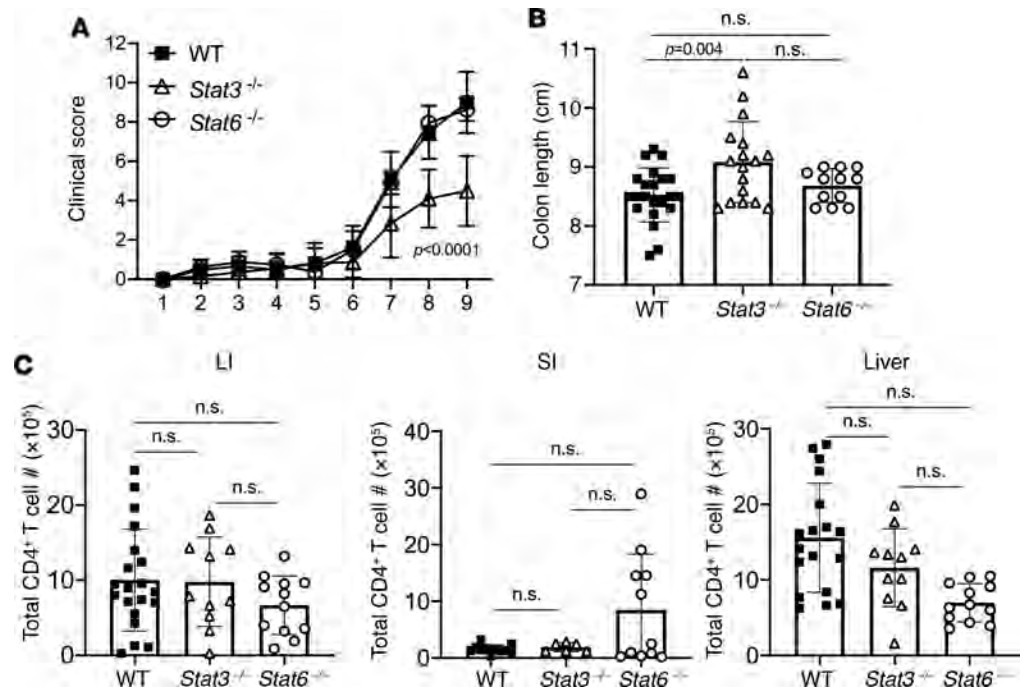 A
WT
Stat3 -/-
Stat6 -/-
Clinical score
12
10
8
6
4
2
0
1 2 3 4 5 6 7 8 9
p<0.0001
B
n.s.
p=0.004 n.s.
Colon length (cm)
11
10
9
8
7
WT Stat3 -/- Stat6 -/-
C
LI
n.s.
n.s.
n.s.
Total CD4+ T cell # (×10⁵)
30
20
10
0
WT Stat3 -/- Stat6 -/-
SI
n.s.
n.s.
n.s.
Total CD4+ T cell # (×10⁵)
40
30
20
10
0
WT Stat3 -/- Stat6 -/-
Liver
n.s.
n.s.
n.s.
Total CD4+ T cell # (×10⁵)
30
20
10
0
WT Stat3 -/- Stat6 -/-